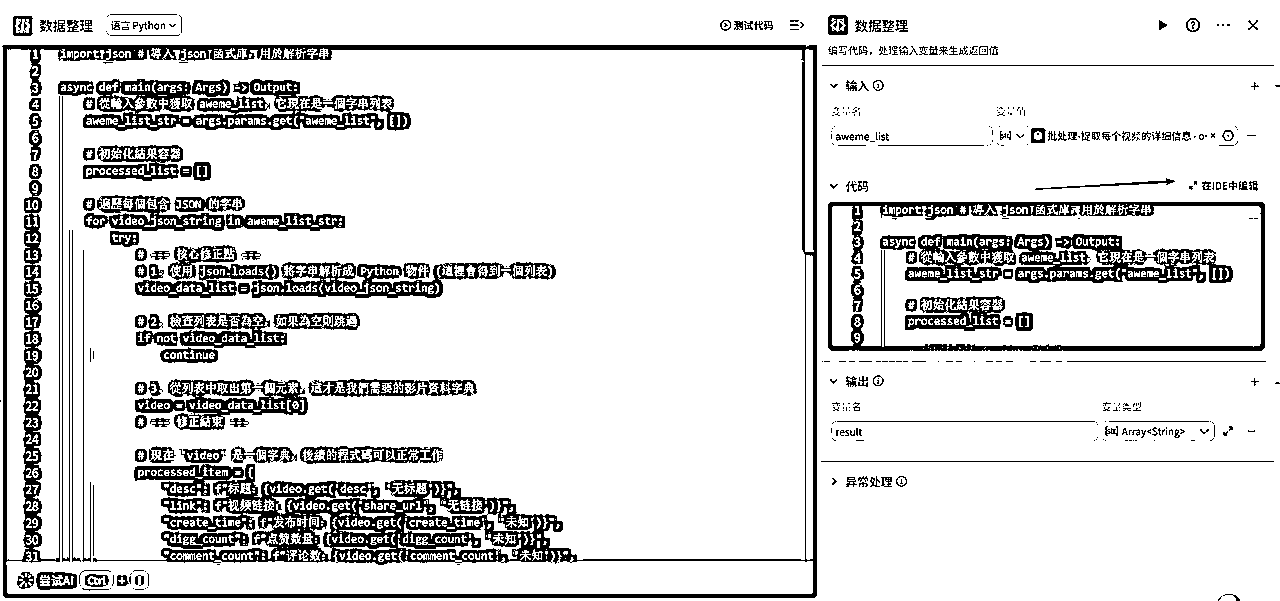 数据整理
语言 Python
测试代码
1 import json # 導入 json 函式庫，用於解析字串
2
3 async def main(args: Args) -> Output:
4 # 從輸入參數中獲取 aweme_list，它現在是一個字串列表
5 aweme_list_str = args.params.get("aweme_list", [])
6
7 # 初始化結果容器
8 processed_list = []
9
10 # 遍歷每個包含 JSON 的字串
11 for video_json_string in aweme_list_str:
12 try:
13 # --- 核心修正點 ---
14 # 1. 使用 json.loads() 將字串解析成 Python 物件 (這裡會得到一個列表)
15 video_data_list = json.loads(video_json_string)
16
17 # 2. 檢查列表是否為空，如果為空則跳過
18 if not video_data_list:
19 continue
20
21 # 3. 從列表中取出第一個元素，這才是我們需要的影片資料字典
22 video = video_data_list[0]
23 # --- 修正結束 ---
24
25 # 現在 'video' 是一個字典，後續的程式碼可以正常工作
26 processed_item = {
27 "desc": f"标题: {video.get('desc', '无标题')}",
28 "link": f"视频链接: {video.get('share_url', '无链接')}",
29 "create_time": f"发布时间: {video.get('create_time', '未知')}",
30 "digg_count": f"点赞数量: {video.get('digg_count', '未知')}",
31 "comment_count": f"评论数: {video.get('comment_count', '未知')}",
尝试AI Ctrl + I
数据整理
编写代码，处理输入变量来生成返回值
输入
变量名 变量值
aweme_list 批处理-提取每个视频的详细信息 - o
代码 在IDE中编辑
1 import json # 導入 json 函式庫，用於解析字串
2
3 async def main(args: Args) -> Output:
4 # 從輸入參數中獲取 aweme_list，它現在是一個字串列表
5 aweme_list_str = args.params.get("aweme_list", [])
6
7 # 初始化結果容器
8 processed_list = []
9
输出
变量名 变量类型
result Array<String>
异常处理